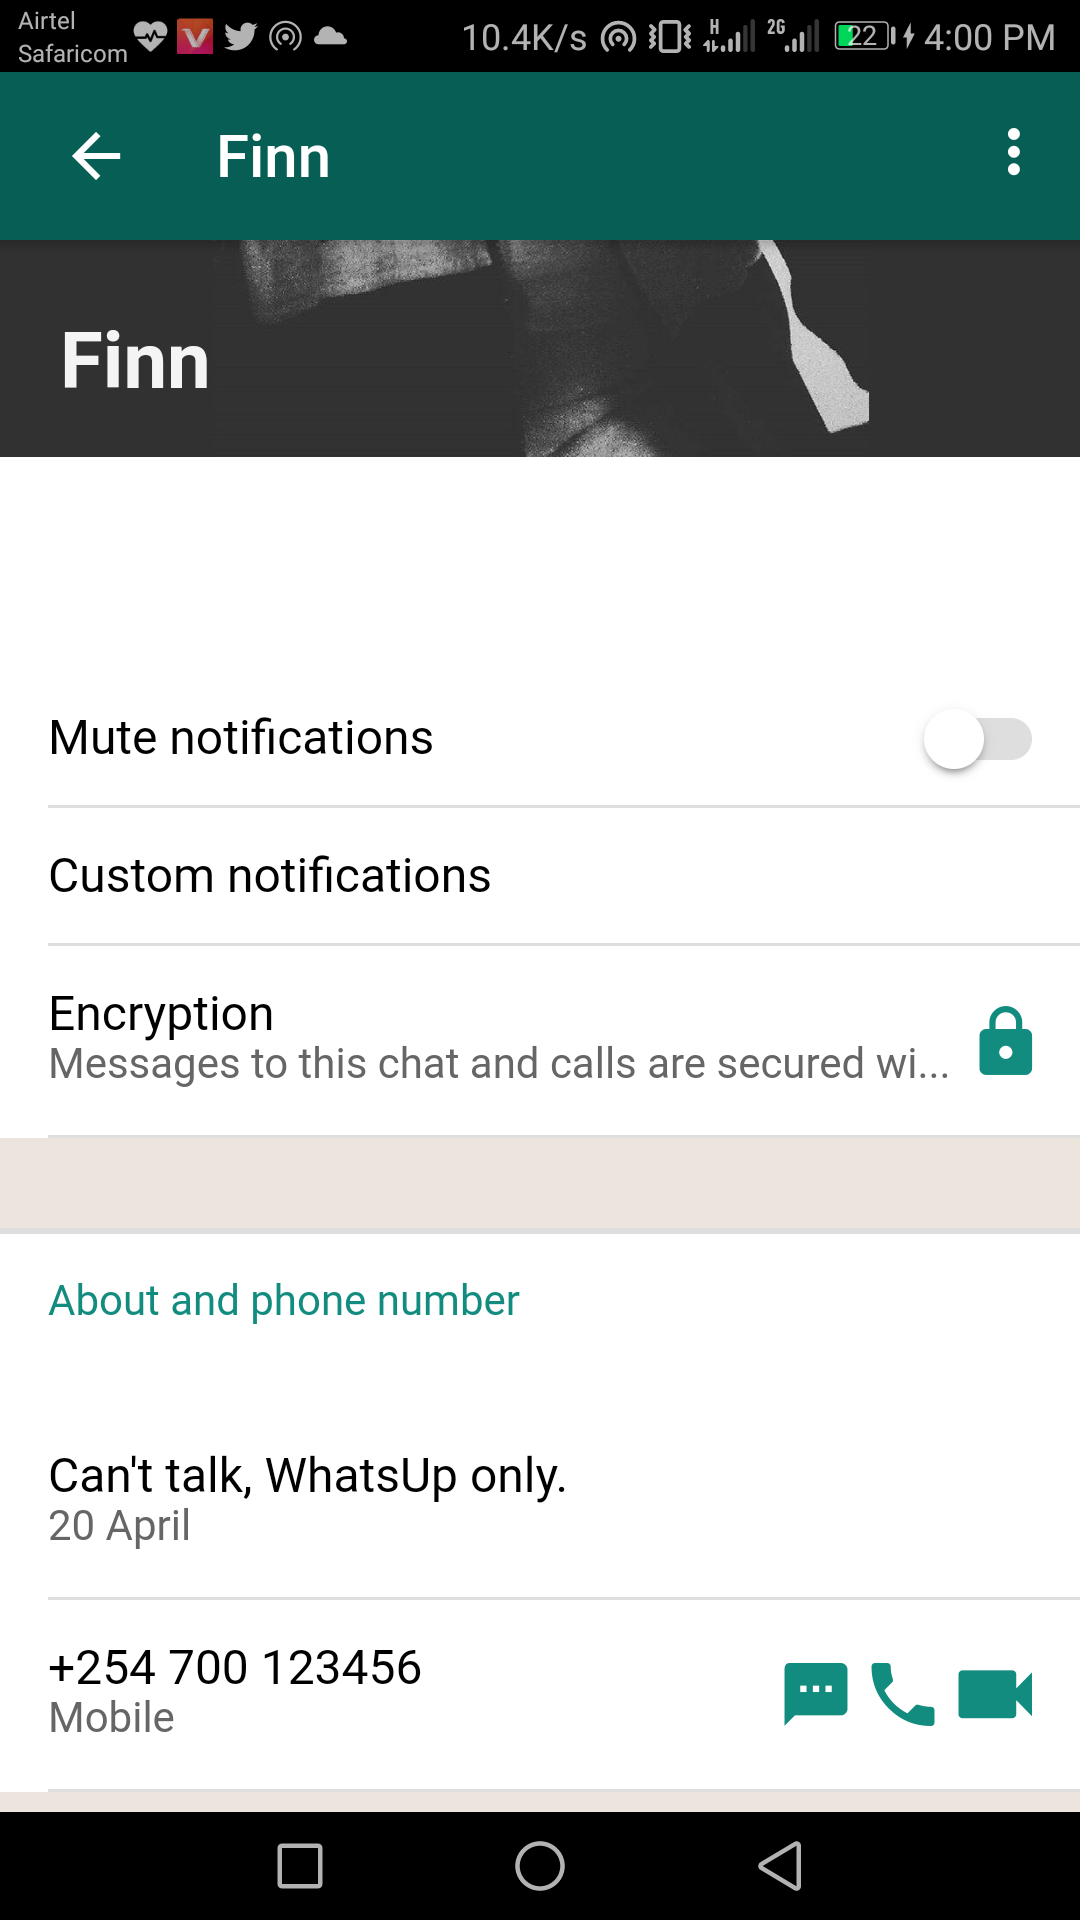 Airtel
Safaricom
10.4K/s H 2G 22 4:00 PM
Finn
Finn
Mute notifications
Custom notifications
Encryption
Messages to this chat and calls are secured wi...
About and phone number
Can't talk, WhatsUp only.
20 April
+254 700 123456
Mobile